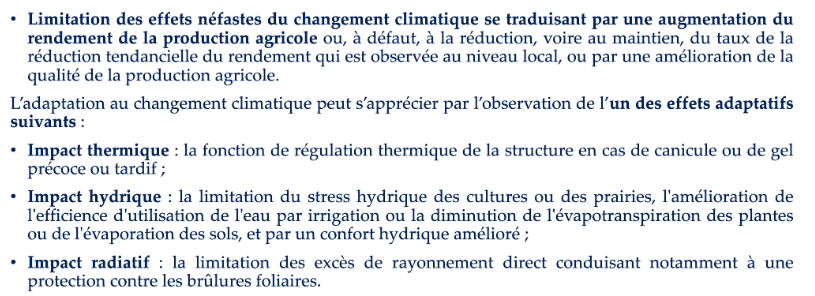 • Limitation des effets néfastes du changement climatique se traduisant par une augmentation du
rendement de la production agricole ou, à défaut, à la réduction, voire au maintien, du taux de la
réduction tendancielle du rendement qui est observée au niveau local, ou par une amélioration de la
qualité de la production agricole.
L’adaptation au changement climatique peut s’apprécier par l’observation de l’un des effets adaptatifs
suivants :
• Impact thermique : la fonction de régulation thermique de la structure en cas de canicule ou de gel
précoce ou tardif ;
• Impact hydrique : la limitation du stress hydrique des cultures ou des prairies, l'amélioration de
l'efficience d'utilisation de l'eau par irrigation ou la diminution de l'évapotranspiration des plantes
ou de l'évaporation des sols, et par un confort hydrique amélioré ;
• Impact radiatif : la limitation des excès de rayonnement direct conduisant notamment à une
protection contre les brûlures foliaires.